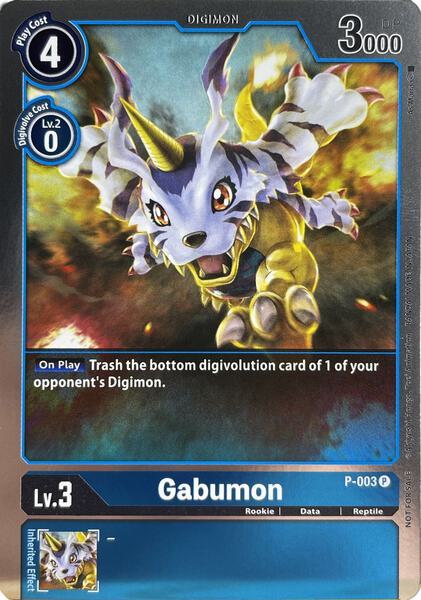 DIGIMON
Play Cost
4
DP
3000
Digivolve Cost
Lv.2
0
On Play Trash the bottom digivolution card of 1 of your
opponent's Digimon.
P-003 P
Lv.3
Gabumon
Rookie | Data | Reptile
NOT FOR SALE
Inherited Effect
-